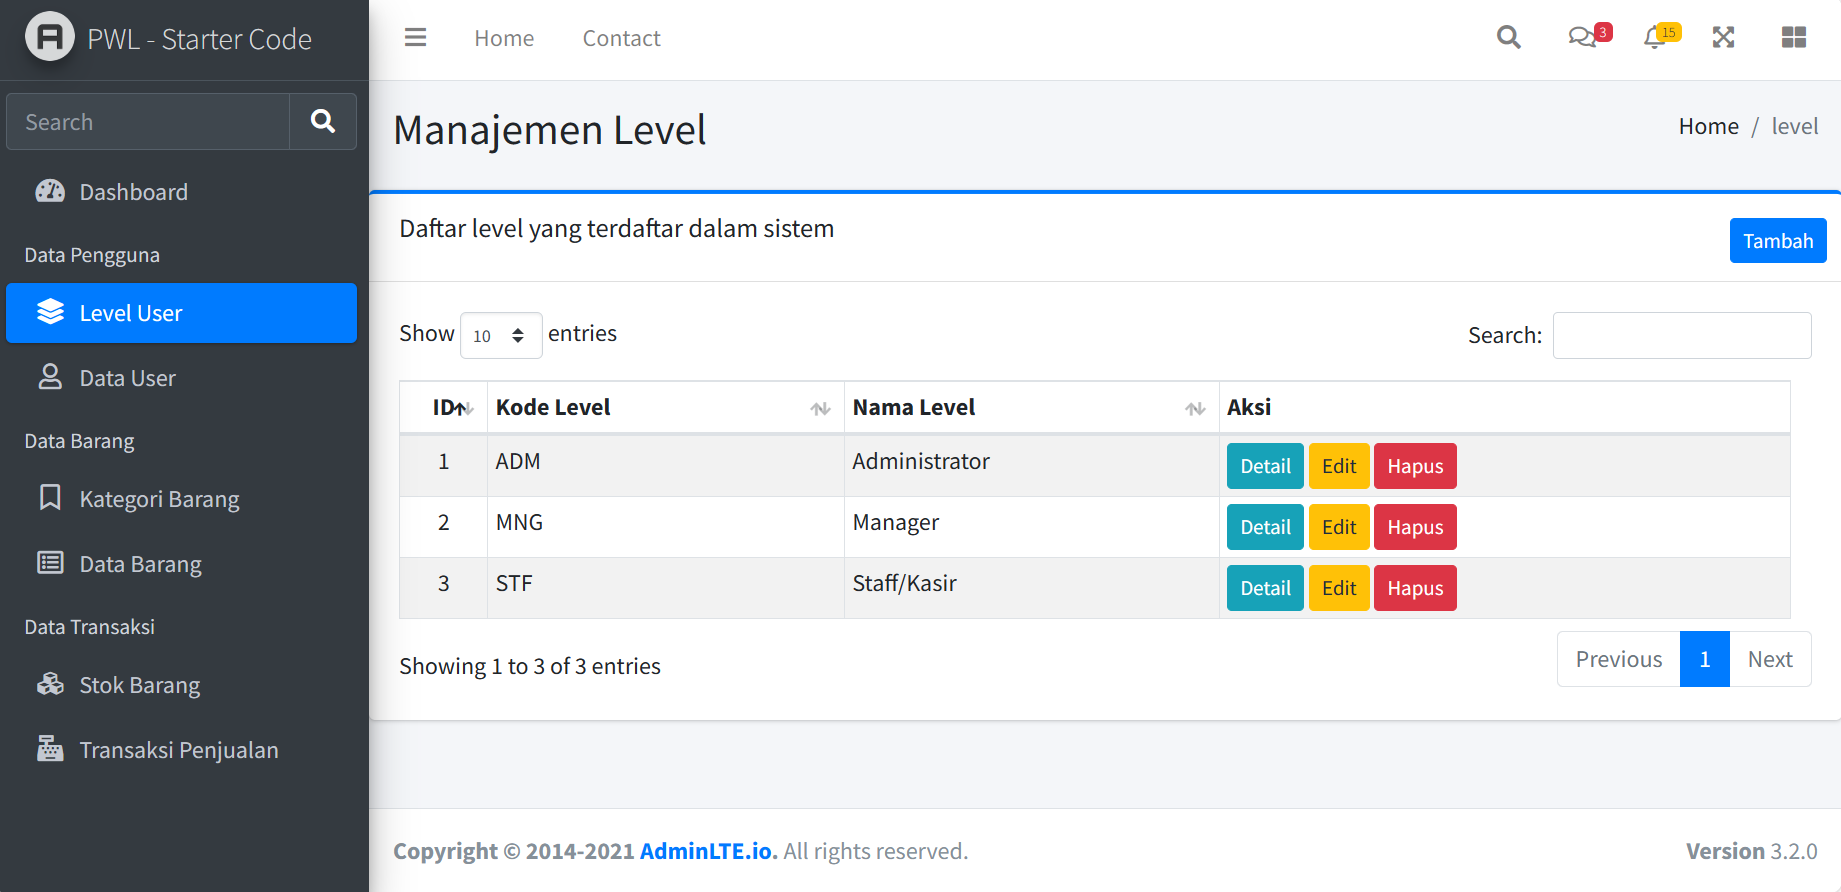 PWL - Starter Code
Home
Contact
3
15
Search
Dashboard
Data Pengguna
Level User
Data User
Data Barang
Kategori Barang
Data Barang
Data Transaksi
Stok Barang
Transaksi Penjualan
Manajemen Level
Home / level
Daftar level yang terdaftar dalam sistem
Tambah
Show 10 entries
Search:
ID Kode Level Nama Level Aksi
1 ADM Administrator Detail Edit Hapus
2 MNG Manager Detail Edit Hapus
3 STF Staff/Kasir Detail Edit Hapus
Showing 1 to 3 of 3 entries
Previous 1 Next
Copyright © 2014-2021 AdminLTE.io. All rights reserved.
Version 3.2.0